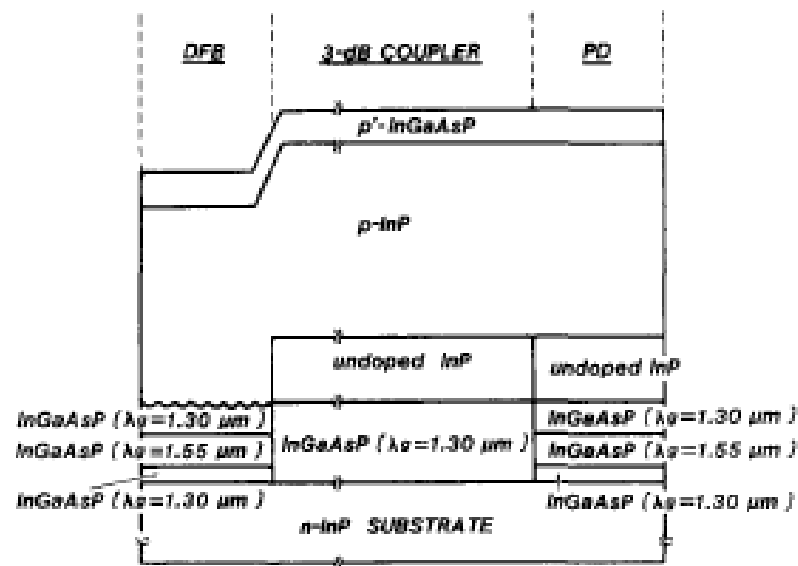 DFB
3-dB COUPLER
PD
p⁺-InGaAsP
p-InP
undoped InP
undoped InP
InGaAsP (λg=1.30 μm)
InGaAsP (λg=1.30 μm)
InGaAsP (λg=1.55 μm)
InGaAsP (λg=1.30 μm)
InGaAsP (λg=1.55 μm)
InGaAsP (λg=1.30 μm)
InGaAsP (λg=1.30 μm)
n-InP SUBSTRATE